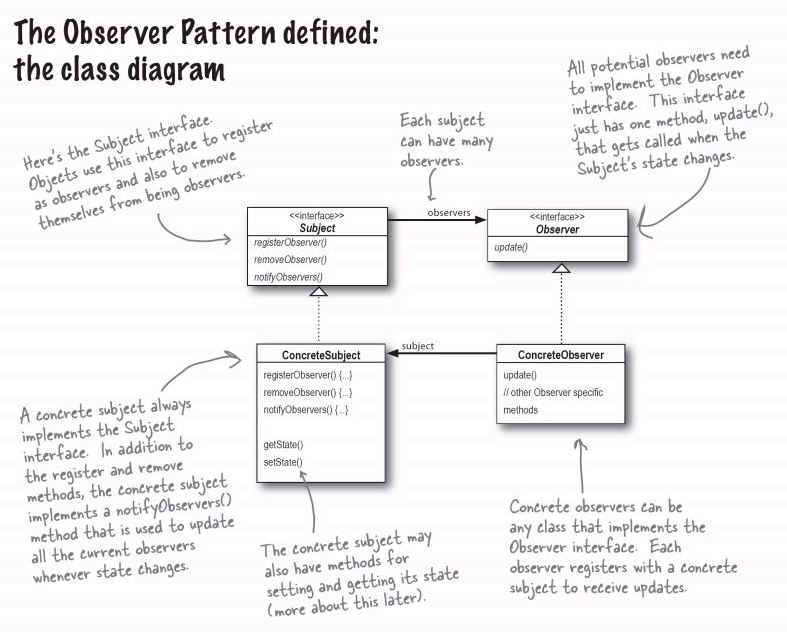 The Observer Pattern defined:
the class diagram
All potential observers need
to implement the Observer
interface. This interface
just has one method, update(),
that gets called when the
Subject's state changes.
Each subject
can have many
observers.
Here's the Subject interface.
Objects use this interface to register
as observers and also to remove
themselves from being observers.
<<interface>>
Subject
registerObserver()
removeObserver()
notifyObservers()
observers
<<interface>>
Observer
update()
ConcreteSubject
registerObserver() {...}
removeObserver() {...}
notifyObservers() {...}
getState()
setState()
subject
ConcreteObserver
update()
// other Observer specific
methods
A concrete subject always
implements the Subject
interface. In addition to
the register and remove
methods, the concrete subject
implements a notifyObservers()
method that is used to update
all the current observers
whenever state changes.
The concrete subject may
also have methods for
setting and getting its state
(more about this later).
Concrete observers can be
any class that implements the
Observer interface. Each
observer registers with a concrete
subject to receive updates.